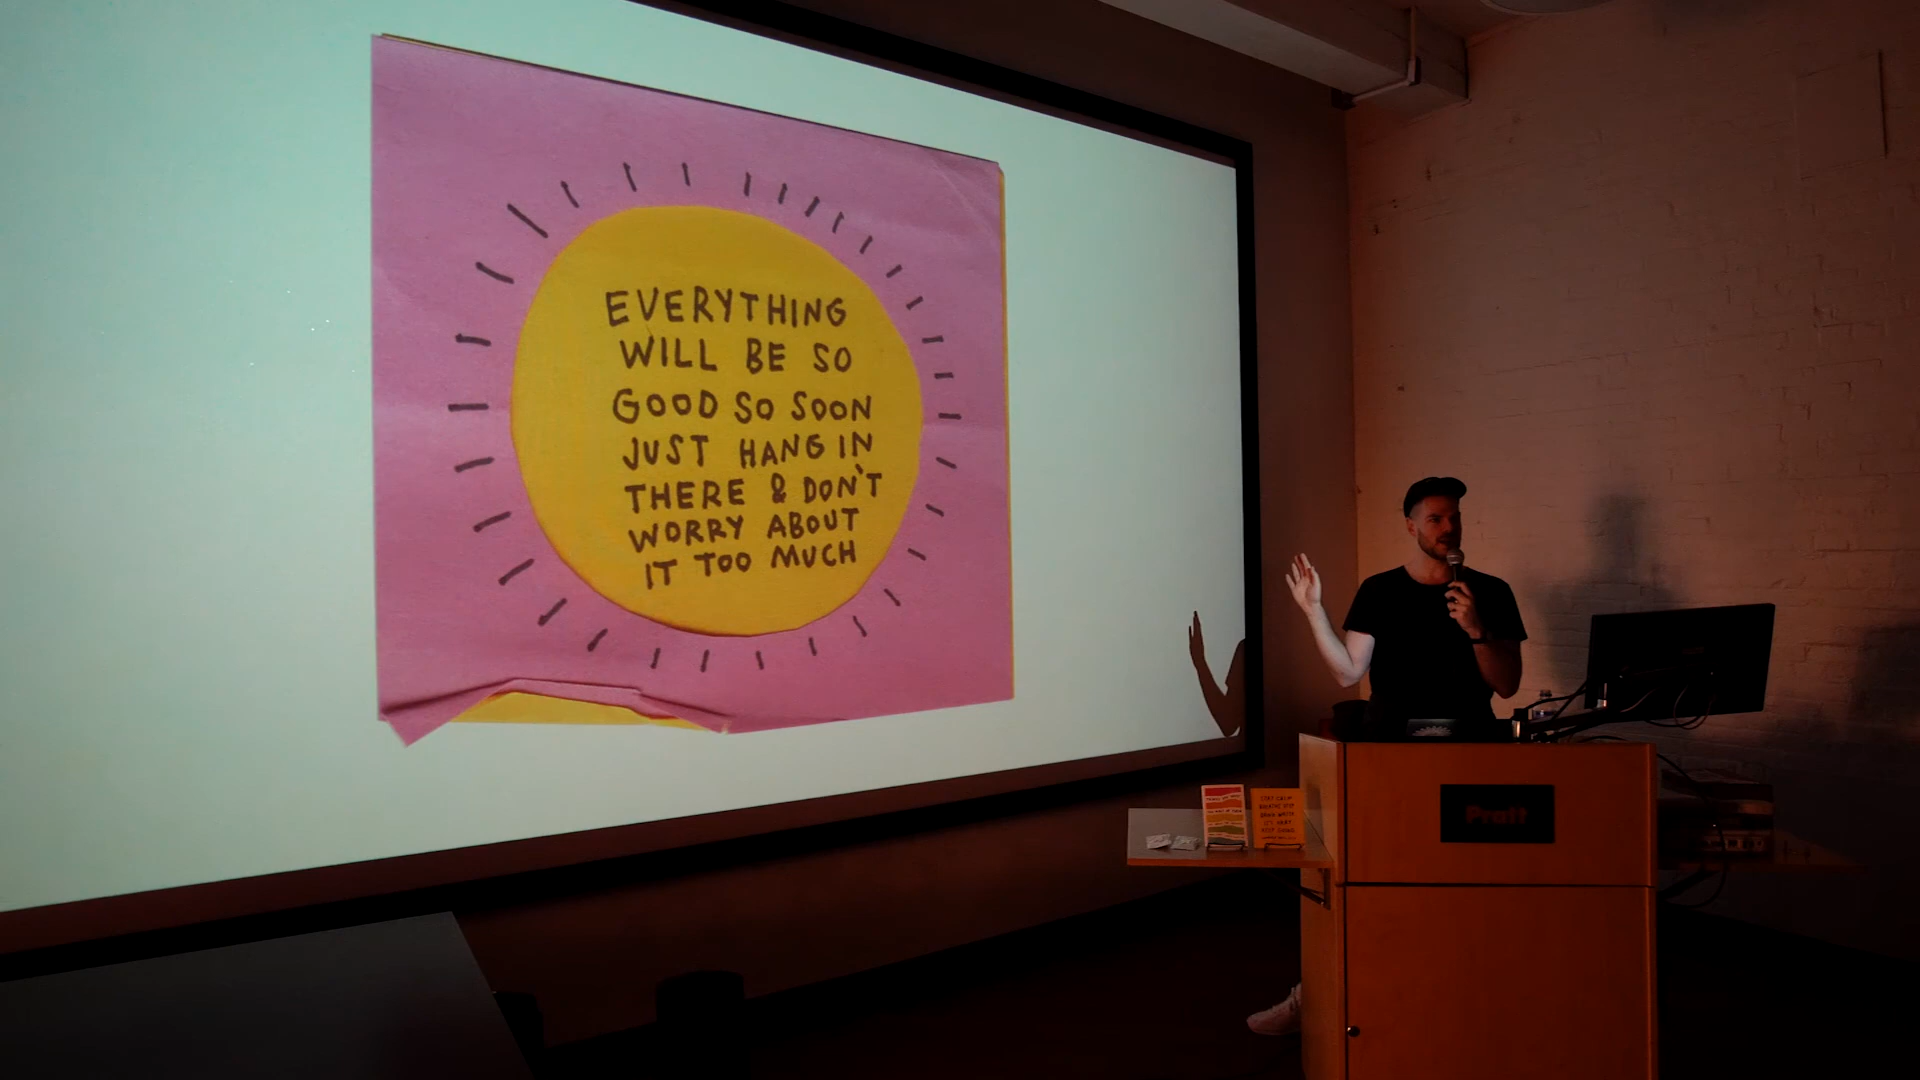 EVERYTHING
WILL BE SO
GOOD SO SOON
JUST HANG IN
THERE & DON'T
WORRY ABOUT
IT TOO MUCH
Pratt